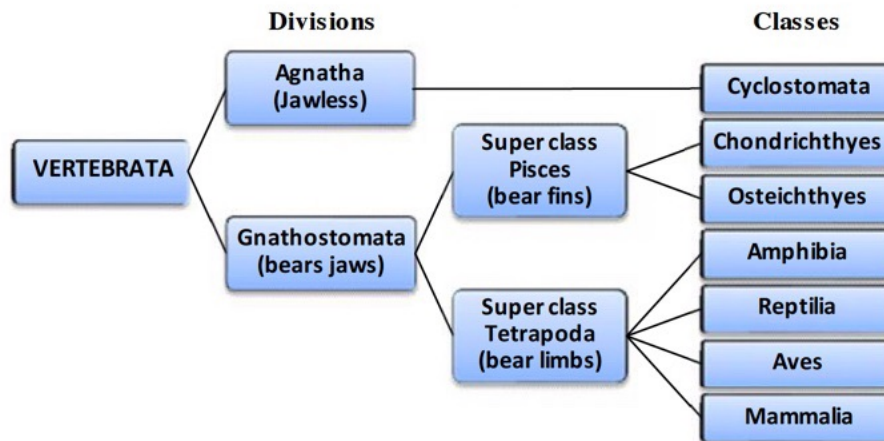 Divisions
Classes
VERTEBRATA
Agnatha
(Jawless)
Gnathostomata
(bears jaws)
Super class
Pisces
(bear fins)
Super class
Tetrapoda
(bear limbs)
Cyclostomata
Chondrichthyes
Osteichthyes
Amphibia
Reptilia
Aves
Mammalia